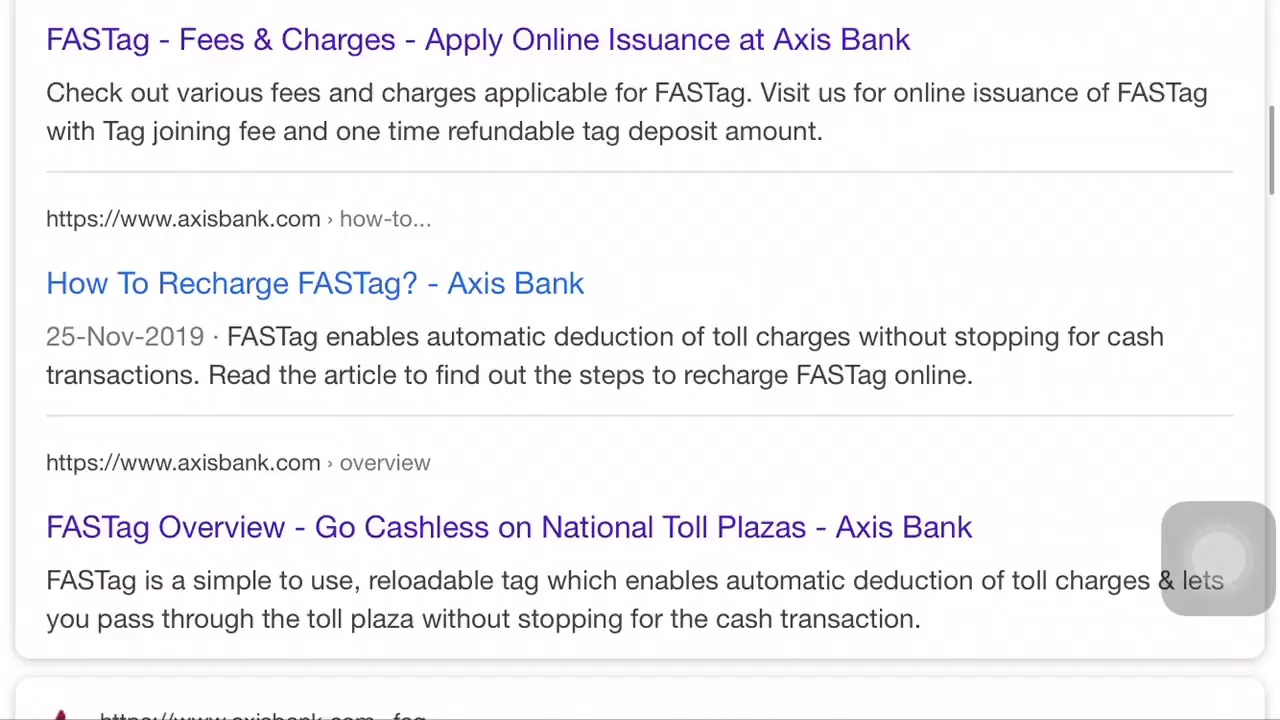 FASTag - Fees & Charges - Apply Online Issuance at Axis Bank
Check out various fees and charges applicable for FASTag. Visit us for online issuance of FASTag
with Tag joining fee and one time refundable tag deposit amount.
https://www.axisbank.com › how-to...
How To Recharge FASTag? - Axis Bank
25-Nov-2019 · FASTag enables automatic deduction of toll charges without stopping for cash
transactions. Read the article to find out the steps to recharge FASTag online.
https://www.axisbank.com › overview
FASTag Overview - Go Cashless on National Toll Plazas - Axis Bank
FASTag is a simple to use, reloadable tag which enables automatic deduction of toll charges & lets
you pass through the toll plaza without stopping for the cash transaction.
https://www.axisbank.com › faq